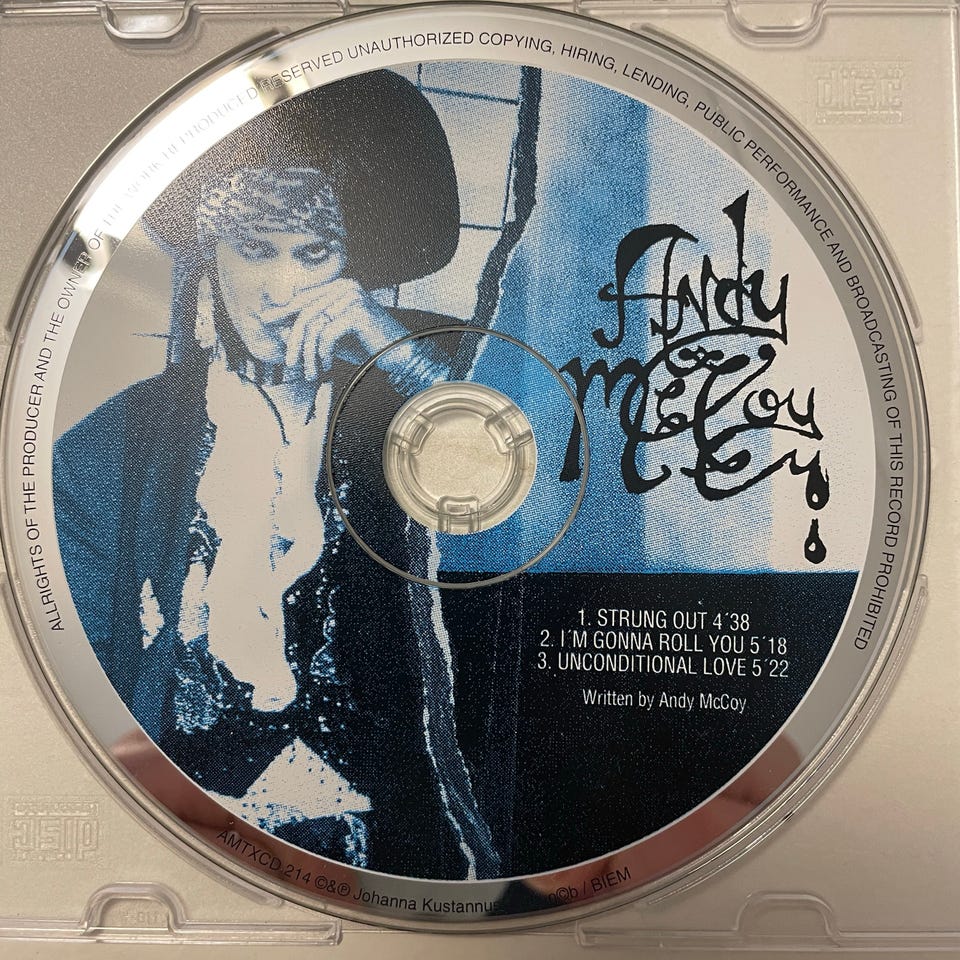 ALLRIGHTS OF THE PRODUCER AND THE OWNER OF THE WORK REPRODUCED RESERVED UNAUTHORIZED COPYING, HIRING, LENDING, PUBLIC PERFORMANCE AND BROADCASTING OF THIS RECORD PROHIBITED
Andy
McCoy
1. STRUNG OUT 4´38
2. I´M GONNA ROLL YOU 5´18
3. UNCONDITIONAL LOVE 5´22
Written by Andy McCoy
AMTXCD 214 ©&℗ Johanna Kustannus n©b / BIEM
disc
disc